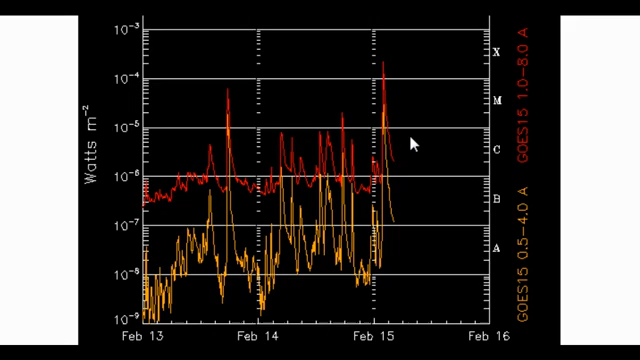 10⁻³
10⁻⁴
10⁻⁵
10⁻⁶
10⁻⁷
10⁻⁸
10⁻⁹
Watts m⁻²
X
M
C
B
A
GOES15 1.0-8.0 A
GOES15 0.5-4.0 A
Feb 13 Feb 14 Feb 15 Feb 16